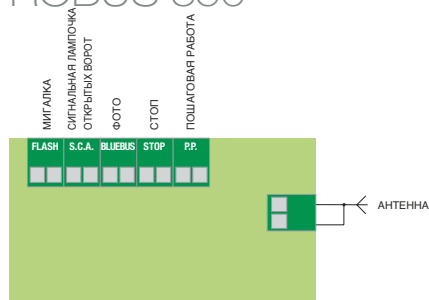 МИГАЛКА
СИГНАЛЬНАЯ ЛАМПОЧКА
ОТКРЫТЫХ ВОРОТ
ФОТО
СТОП
ПОШАГОВАЯ РАБОТА
FLASH S.C.A. BLUEBUS STOP P.P.
АНТЕННА